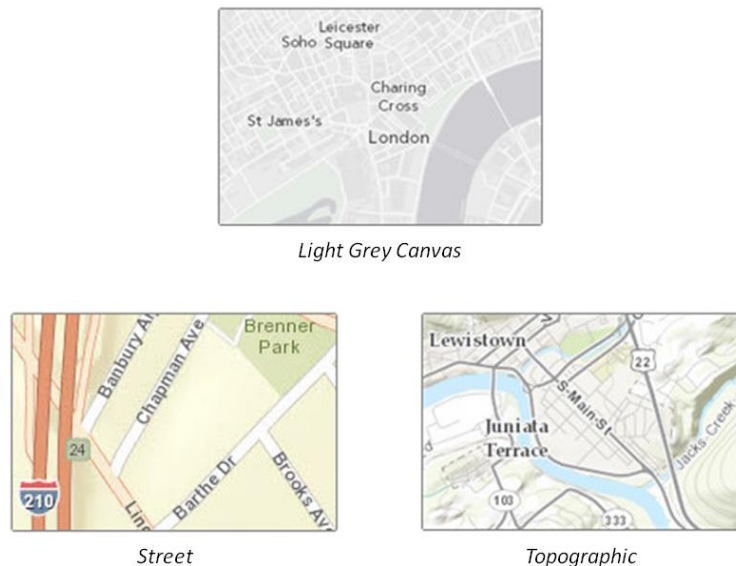 Leicester
Soho Square
Charing
Cross
St James's
London
Light Grey Canvas
Brenner
Park
Banbury
Chapman Ave
24
Barthe Dr
Brooks Ave
210
Street
Lewistown
22
S-Main-St
Juniata
Terrace
Jacks Creek
103
333
Topographic